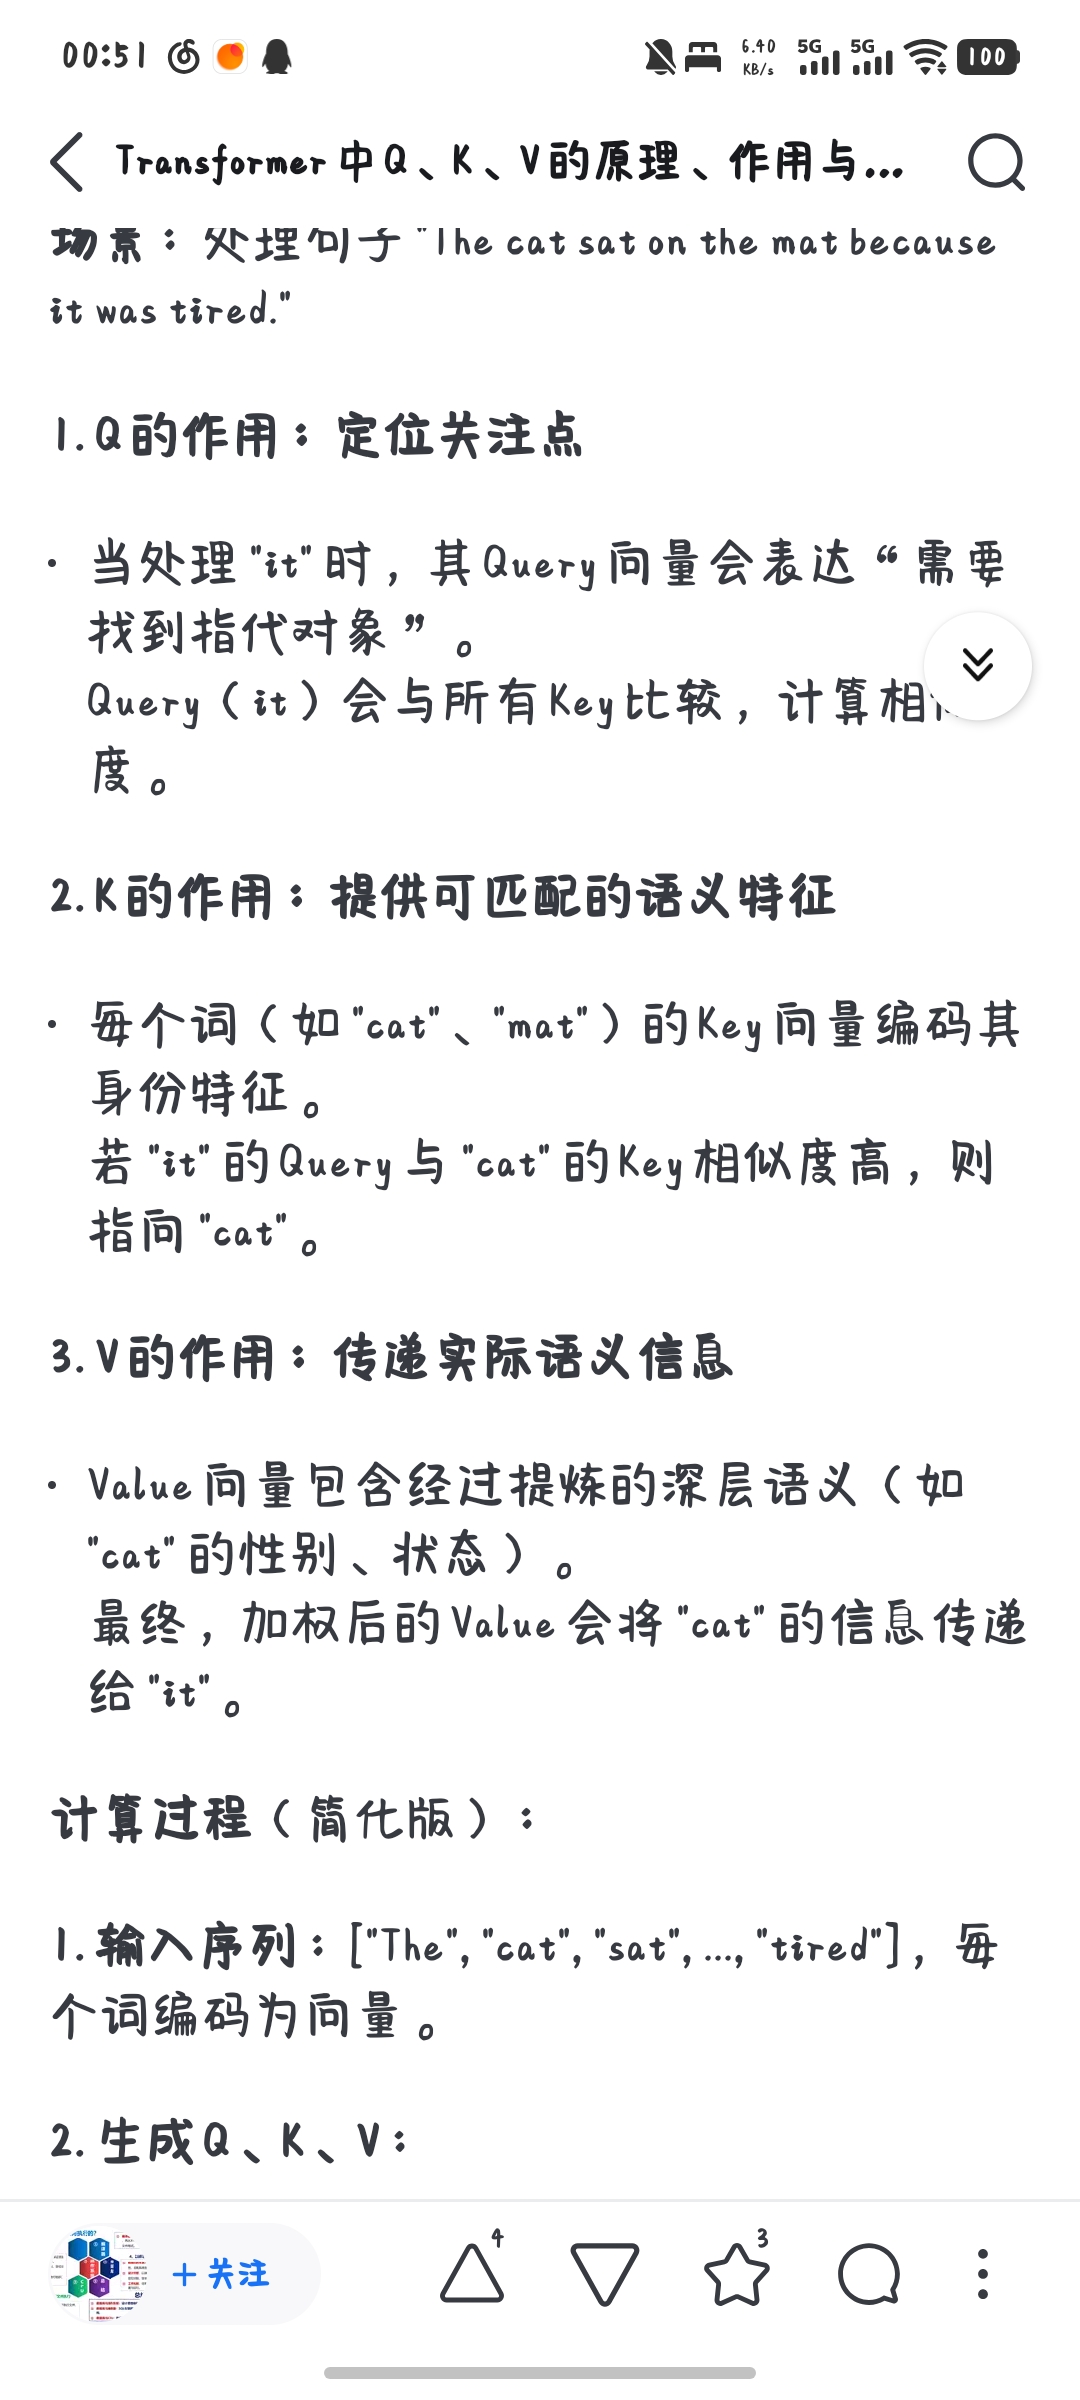 00:51
6.40
KB/s
5G
5G
100
Transformer中Q、K、V的原理、作用与...
场景：处理句子"The cat sat on the mat because
it was tired."
1.Q的作用：定位关注点
· 当处理"it"时，其Query向量会表达“需要
找到指代对象”。
Query（it）会与所有Key比较，计算相
度。
2.K的作用：提供可匹配的语义特征
· 每个词（如"cat"、"mat"）的Key向量编码其
身份特征。
若"it"的Query与"cat"的Key相似度高，则
指向"cat"。
3.V的作用：传递实际语义信息
· Value向量包含经过提炼的深层语义（如
"cat"的性别、状态）。
最终，加权后的Value会将"cat"的信息传递
给"it"。
计算过程（简化版）：
1.输入序列：["The", "cat", "sat", ..., "tired"]，每
个词编码为向量。
2.生成Q、K、V：
+ 关注
4
3